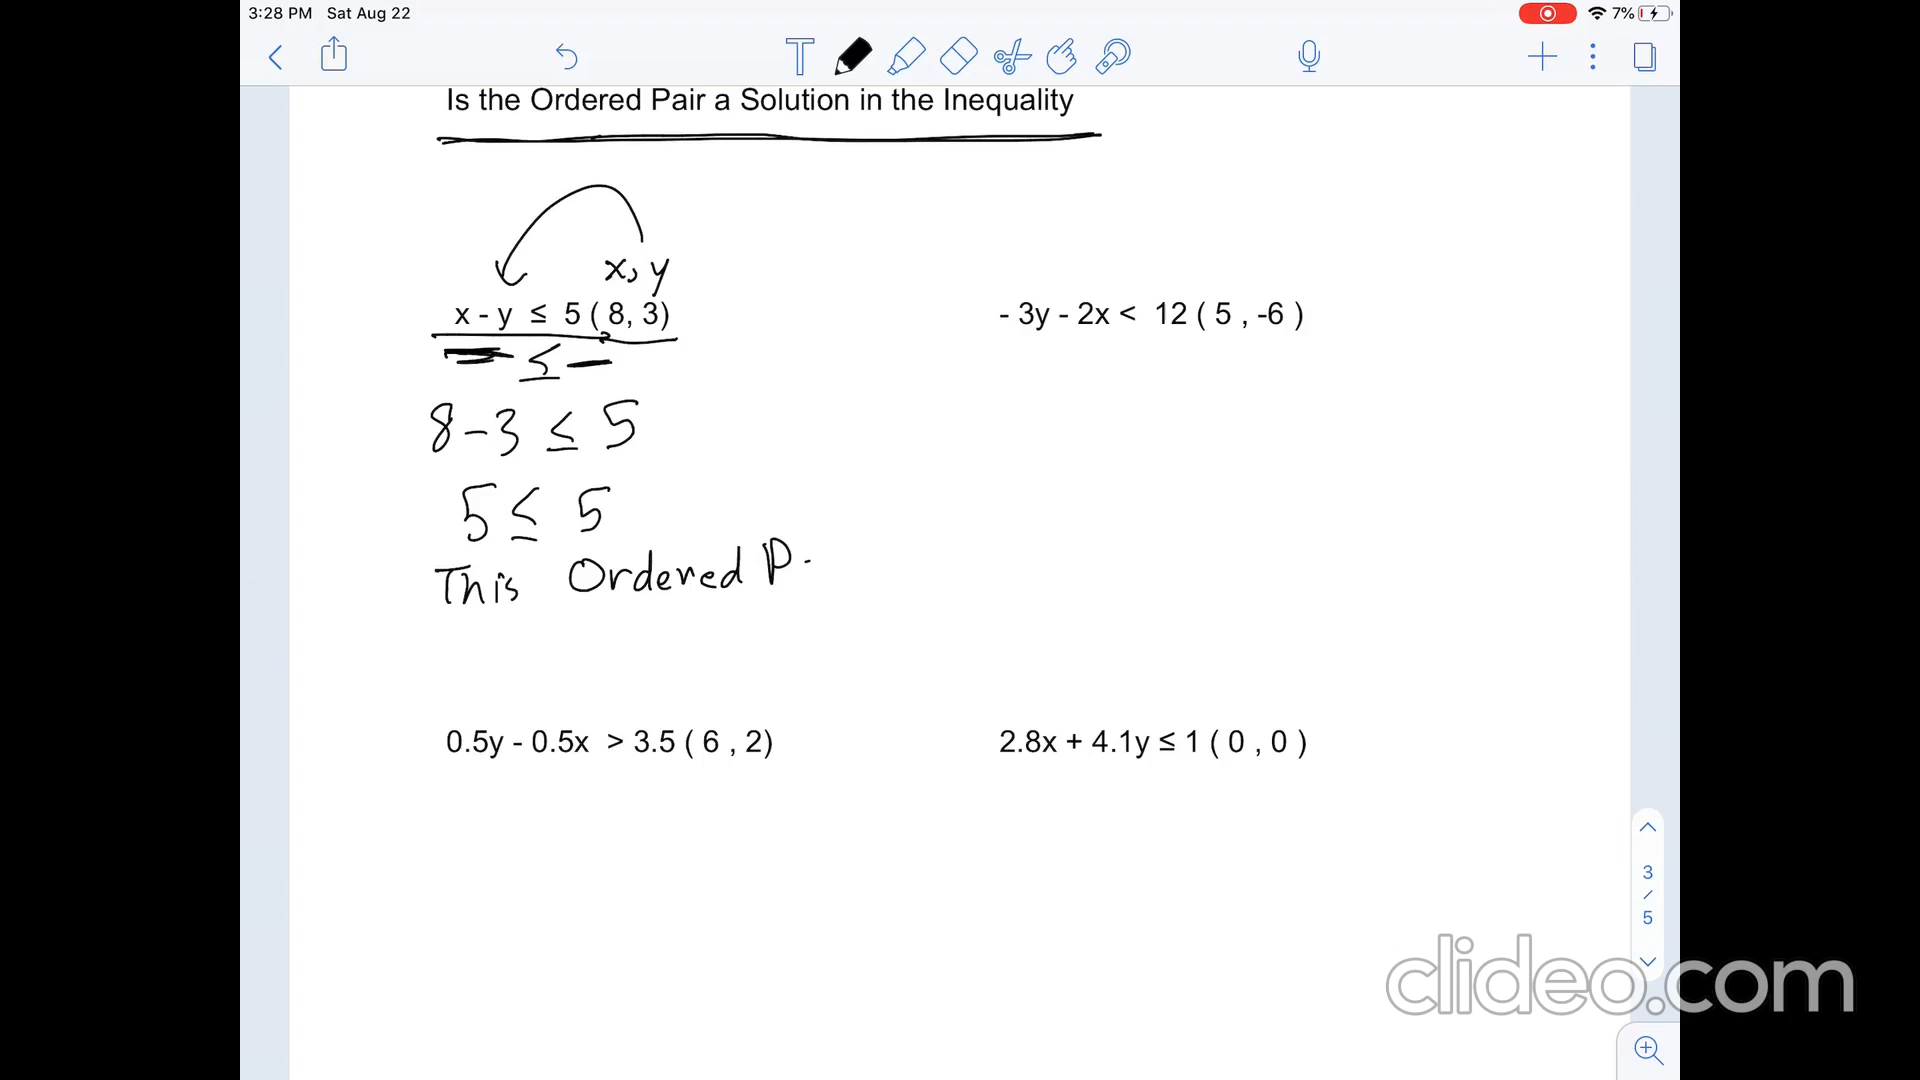 3:28 PM Sat Aug 22
7%
T
Is the Ordered Pair a Solution in the Inequality
x, y
x - y ≤ 5 ( 8, 3)
- 3y - 2x < 12 ( 5 , -6 )
≤
8 - 3 ≤ 5
5 ≤ 5
This Ordered P.
0.5y - 0.5x > 3.5 ( 6 , 2)
2.8x + 4.1y ≤ 1 ( 0 , 0 )
3
/
5
clideo.com